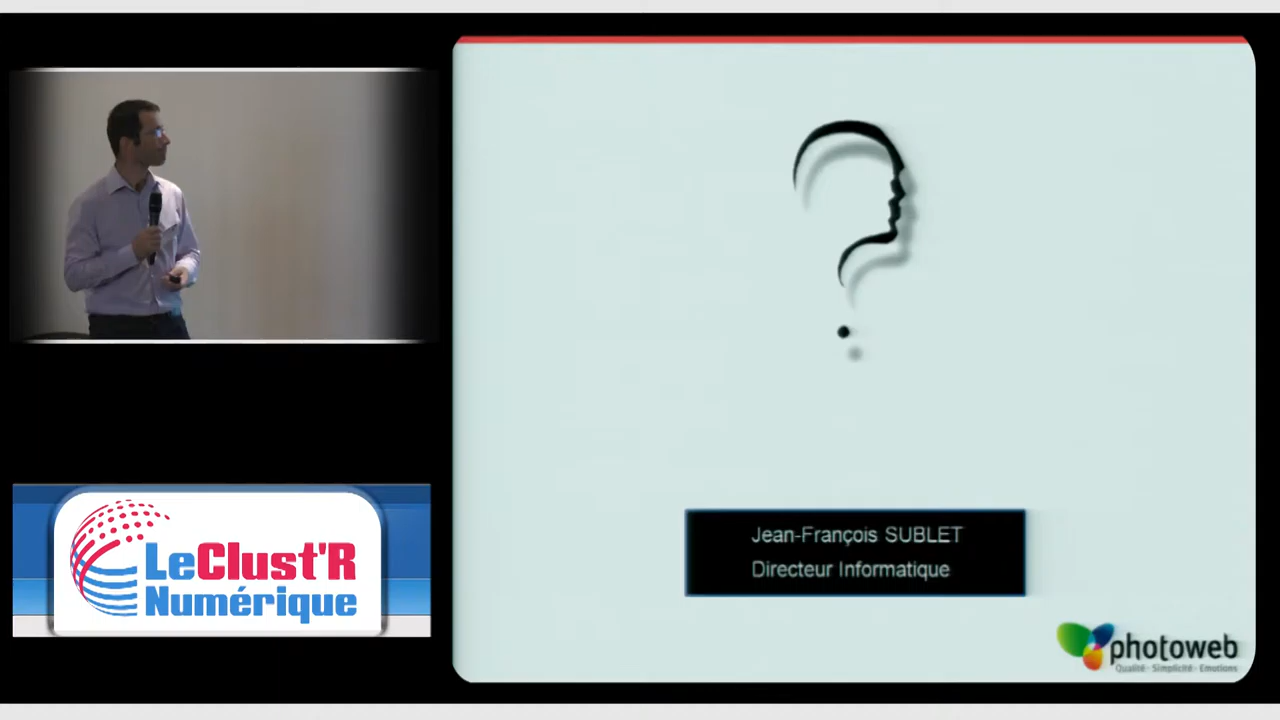 Jean-François SUBLET
Directeur Informatique
photoweb
Qualité · Simplicité · Emotions
LeClust'R
Numérique